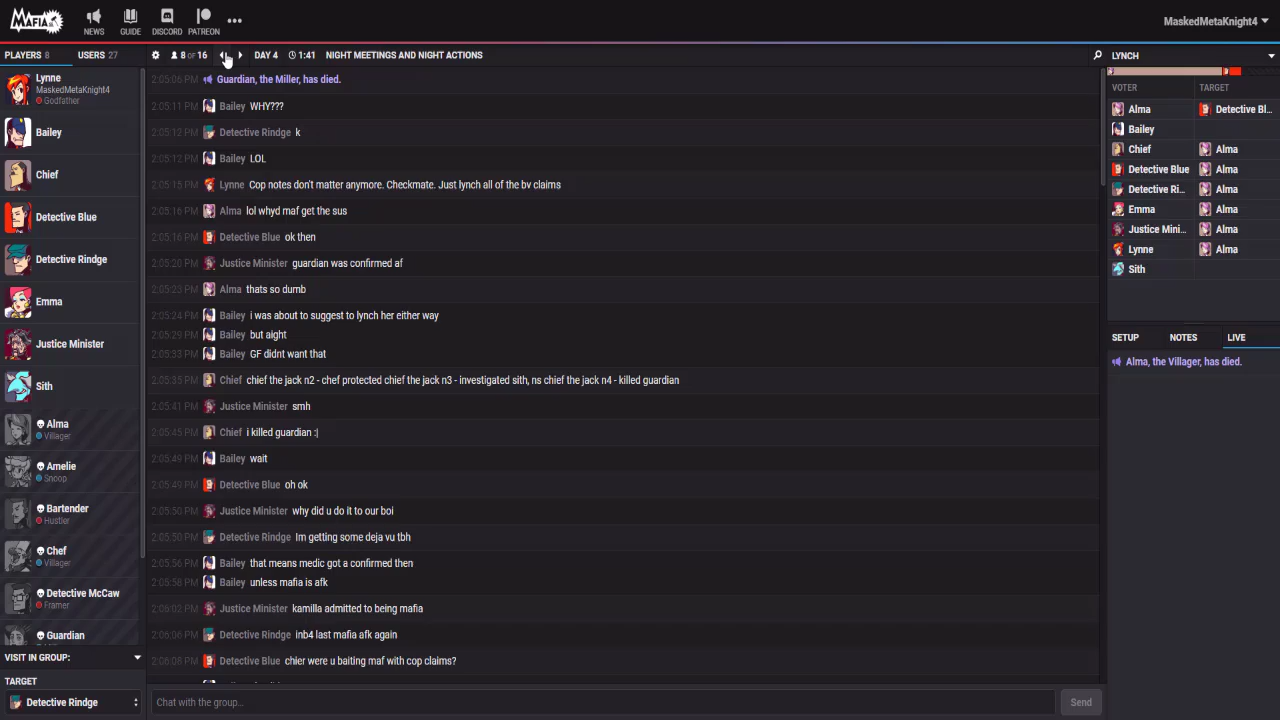 MAFIA
NEWS
GUIDE
DISCORD
PATREON
MaskedMetaKnight4
PLAYERS 8
USERS 27
8 of 16
DAY 4
1:41
NIGHT MEETINGS AND NIGHT ACTIONS
Lynne
MaskedMetaKnight4
Godfather
Bailey
Chief
Detective Blue
Detective Rindge
Emma
Justice Minister
Sith
Alma
Villager
Amelie
Snoop
Bartender
Hustler
Chef
Villager
Detective McCaw
Framer
Guardian
VISIT IN GROUP:
TARGET
Detective Rindge
2:05:06 PM Guardian, the Miller, has died.
2:05:11 PM Bailey WHY???
2:05:12 PM Detective Rindge k
2:05:12 PM Bailey LOL
2:05:15 PM Lynne Cop notes don't matter anymore. Checkmate. Just lynch all of the bv claims
2:05:16 PM Alma lol whyd maf get the sus
2:05:16 PM Detective Blue ok then
2:05:20 PM Justice Minister guardian was confirmed af
2:05:23 PM Alma thats so dumb
2:05:24 PM Bailey i was about to suggest to lynch her either way
2:05:29 PM Bailey but aight
2:05:33 PM Bailey GF didnt want that
2:05:35 PM Chief chief the jack n2 - chef protected chief the jack n3 - investigated sith, ns chief the jack n4 - killed guardian
2:05:41 PM Justice Minister smh
2:05:45 PM Chief i killed guardian :|
2:05:49 PM Bailey wait
2:05:49 PM Detective Blue oh ok
2:05:50 PM Justice Minister why did u do it to our boi
2:05:50 PM Detective Rindge Im getting some deja vu tbh
2:05:56 PM Bailey that means medic got a confirmed then
2:05:58 PM Bailey unless mafia is afk
2:06:02 PM Justice Minister kamilla admitted to being mafia
2:06:06 PM Detective Rindge inb4 last mafia afk again
2:06:08 PM Detective Blue chier were u baiting maf with cop claims?
Chat with the group...
Send
LYNCH
VOTER TARGET
Alma Detective Bl...
Bailey
Chief Alma
Detective Blue Alma
Detective Ri... Alma
Emma Alma
Justice Mini... Alma
Lynne Alma
Sith
SETUP
NOTES
LIVE
Alma, the Villager, has died.